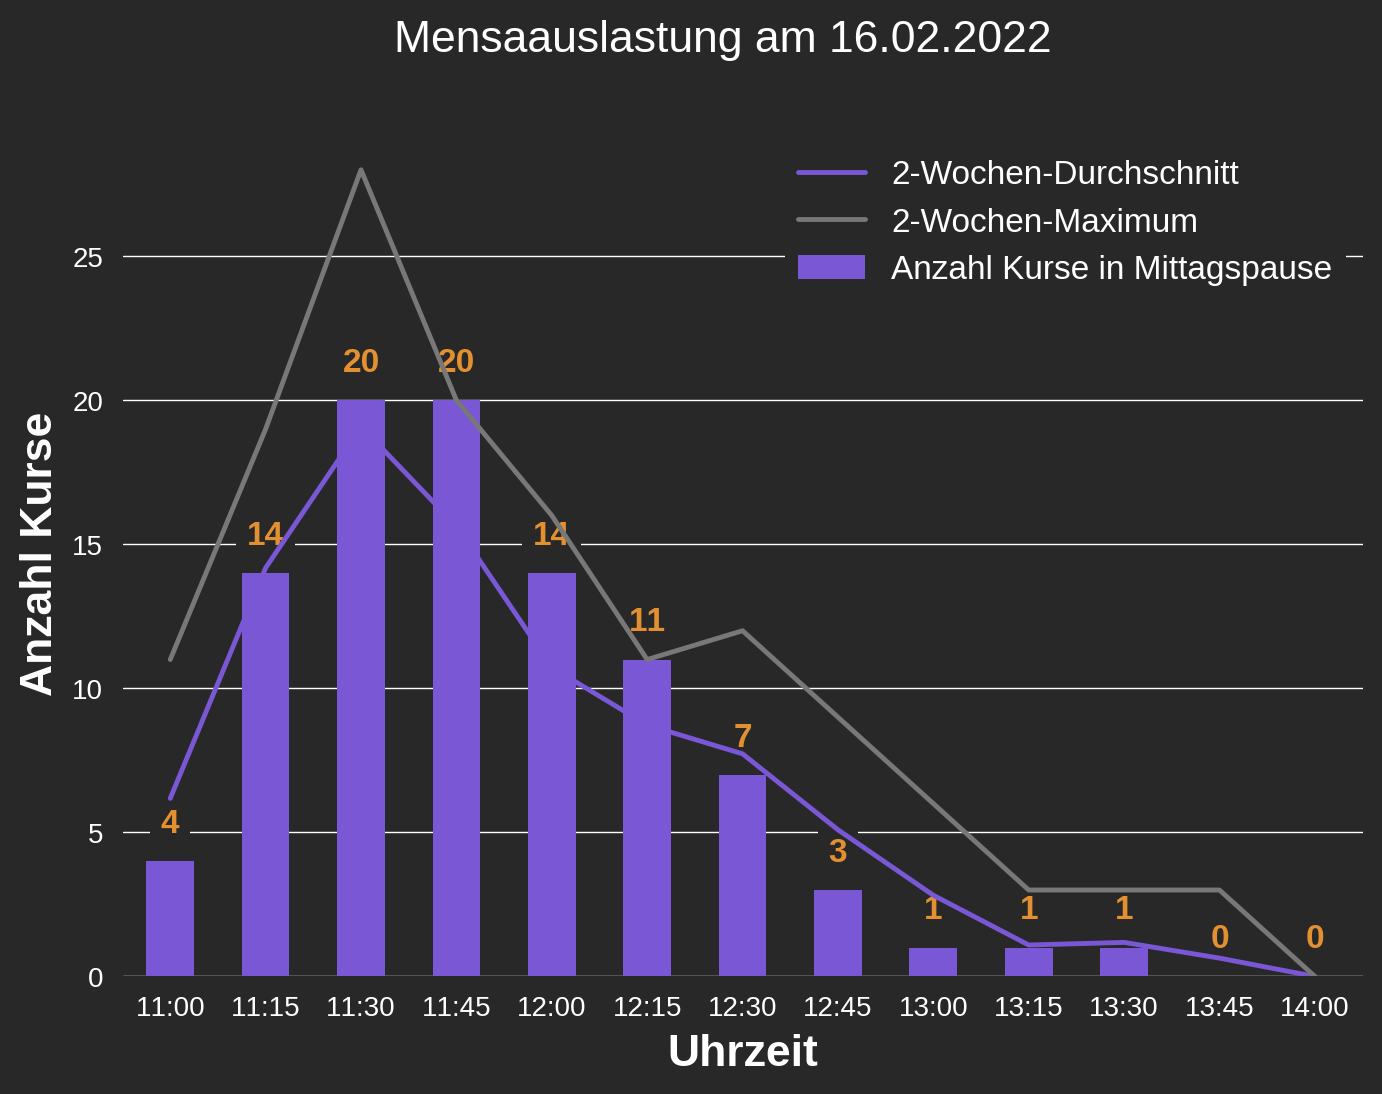 Mensaauslastung am 16.02.2022
2-Wochen-Durchschnitt
2-Wochen-Maximum
Anzahl Kurse in Mittagspause
Anzahl Kurse
25
20
15
10
5
0
4
14
20
20
14
11
7
3
1
1
1
0
0
11:00 11:15 11:30 11:45 12:00 12:15 12:30 12:45 13:00 13:15 13:30 13:45 14:00
Uhrzeit